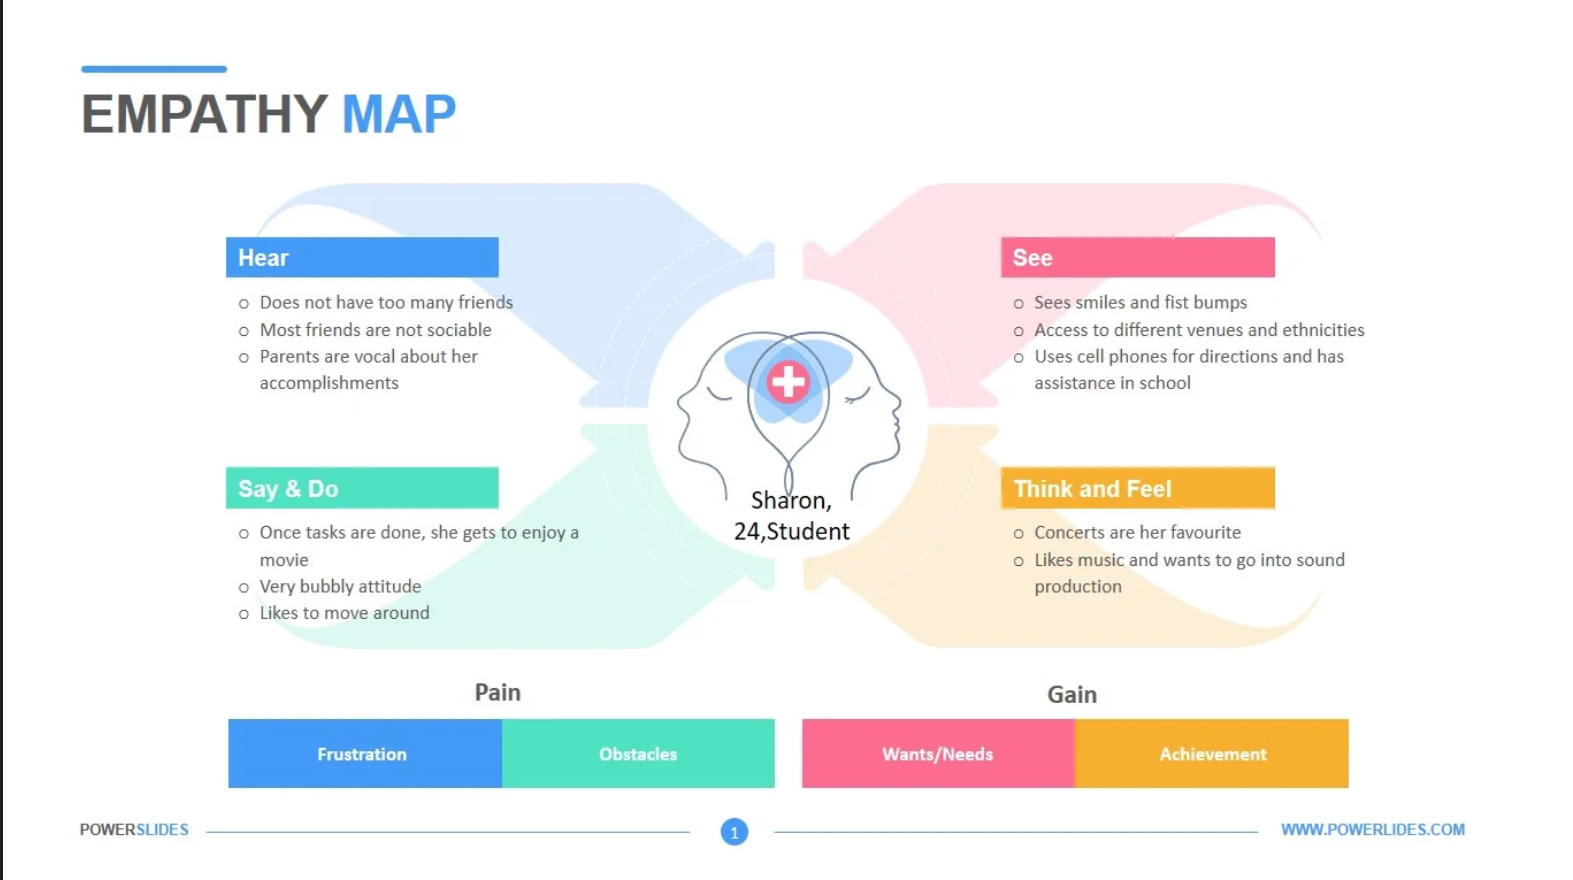 EMPATHY MAP
Hear
o Does not have too many friends
o Most friends are not sociable
o Parents are vocal about her
accomplishments
See
o Sees smiles and fist bumps
o Access to different venues and ethnicities
o Uses cell phones for directions and has
assistance in school
Sharon,
24,Student
Say & Do
o Once tasks are done, she gets to enjoy a
movie
o Very bubbly attitude
o Likes to move around
Think and Feel
o Concerts are her favourite
o Likes music and wants to go into sound
production
Pain
Frustration
Obstacles
Gain
Wants/Needs
Achievement
POWERSLIDES
1
WWW.POWERLIDES.COM